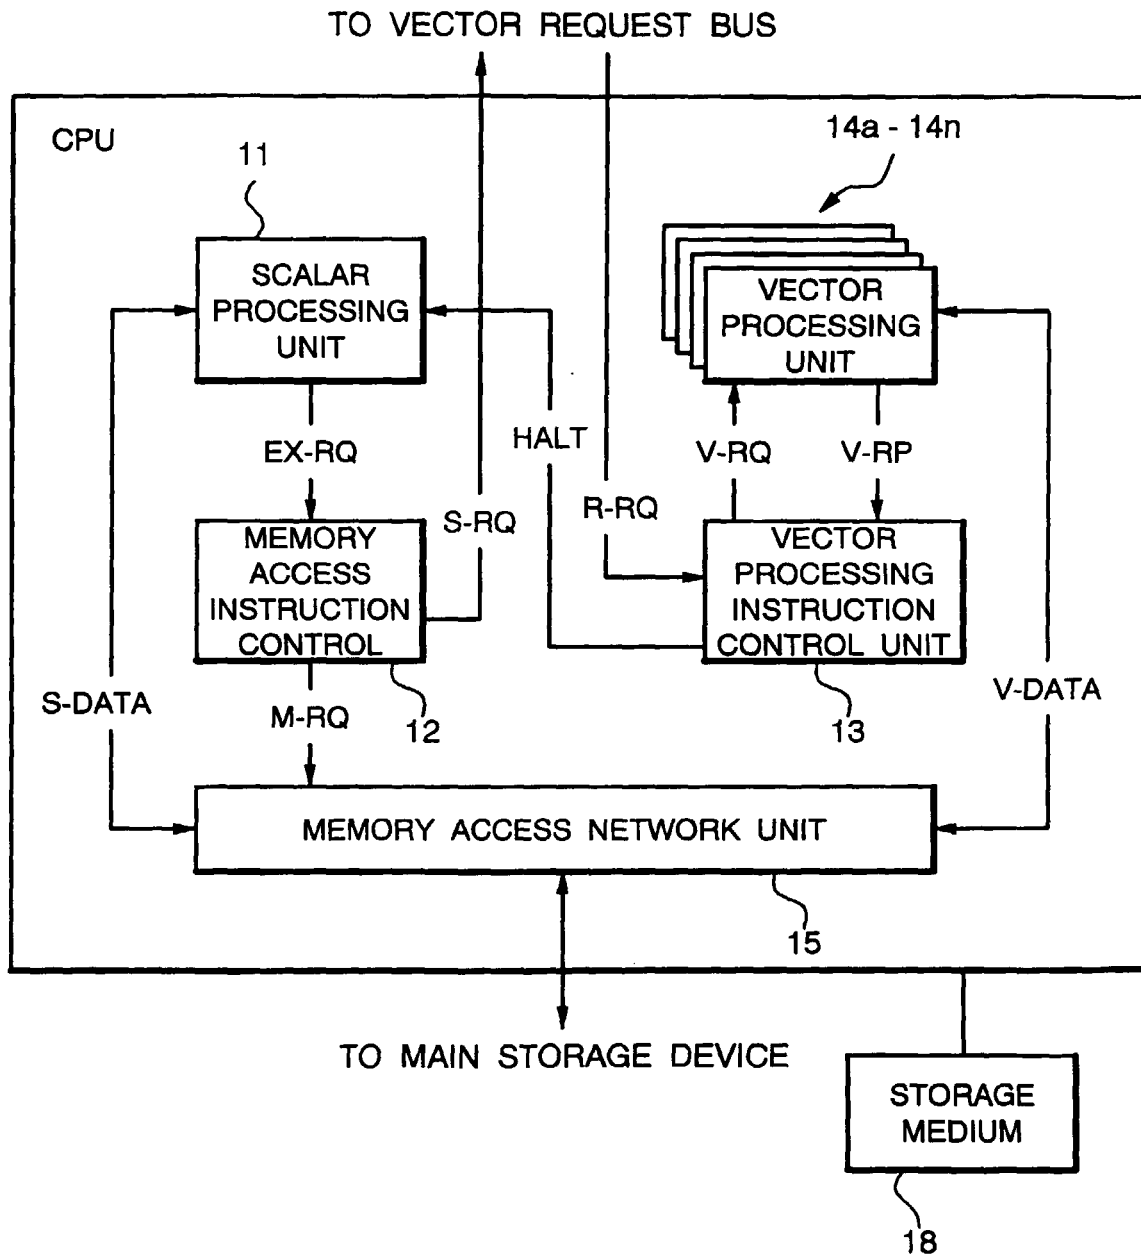 TO VECTOR REQUEST BUS
CPU
11
14a - 14n
SCALAR
PROCESSING
UNIT
VECTOR
PROCESSING
UNIT
EX-RQ
HALT
V-RQ
V-RP
S-RQ
R-RQ
MEMORY
ACCESS
INSTRUCTION
CONTROL
VECTOR
PROCESSING
INSTRUCTION
CONTROL UNIT
S-DATA
M-RQ
12
13
V-DATA
MEMORY ACCESS NETWORK UNIT
15
TO MAIN STORAGE DEVICE
STORAGE
MEDIUM
18